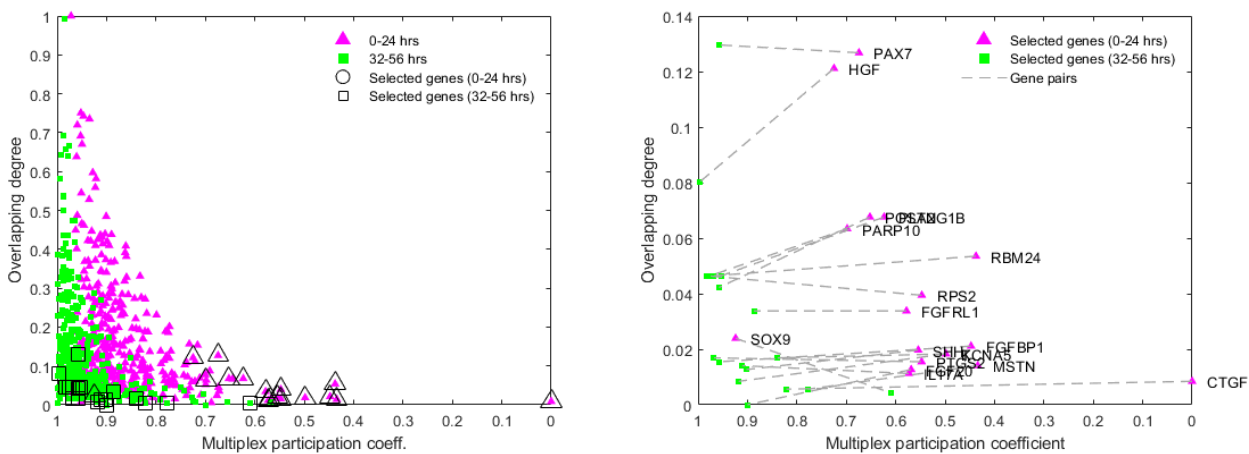 1
0.9
0.8
0.7
0.6
0.5
0.4
0.3
0.2
0.1
0
Overlapping degree
1 0.9 0.8 0.7 0.6 0.5 0.4 0.3 0.2 0.1 0
Multiplex participation coeff.
0-24 hrs
32-56 hrs
Selected genes (0-24 hrs)
Selected genes (32-56 hrs)
0.14
0.12
0.1
0.08
0.06
0.04
0.02
0
Overlapping degree
1 0.9 0.8 0.7 0.6 0.5 0.4 0.3 0.2 0.1 0
Multiplex participation coefficient
Selected genes (0-24 hrs)
Selected genes (32-56 hrs)
Gene pairs
PAX7
HGF
PARP10
RBM24
RPS2
FGFRL1
SOX9
FGFBP1
KCNA5
PTGS2
MSTN
IL17A
CTGF